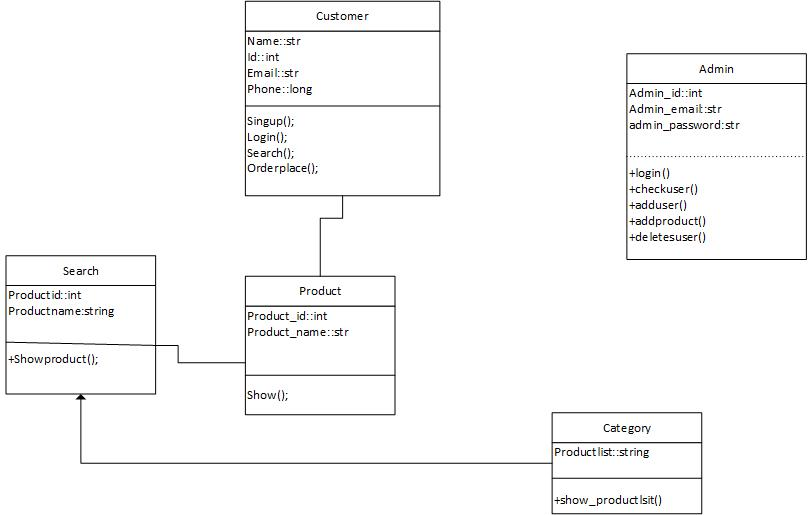 Customer
Name::str
Id::int
Email::str
Phone::long
Singup();
Login();
Search();
Orderplace();
Admin
Admin_id::int
Admin_email::str
admin_password:str
+login()
+checkuser()
+adduser()
+addproduct()
+deletesuser()
Search
Productid::int
Productname:string
+Showproduct();
Product
Product_id::int
Product_name::str
Show();
Category
Productlist::string
+show_productlsit()